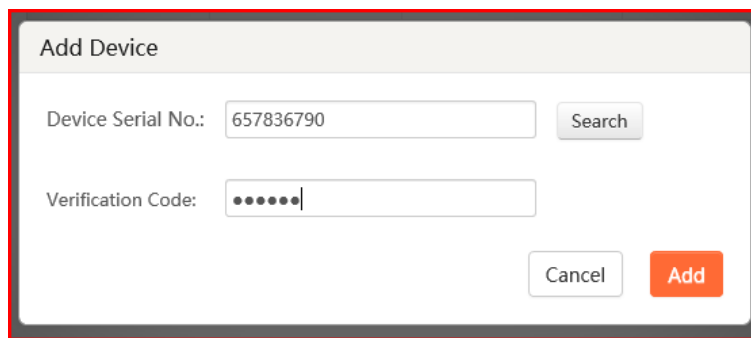 Add Device
Device Serial No.: 657836790 Search
Verification Code: ••••••
Cancel Add